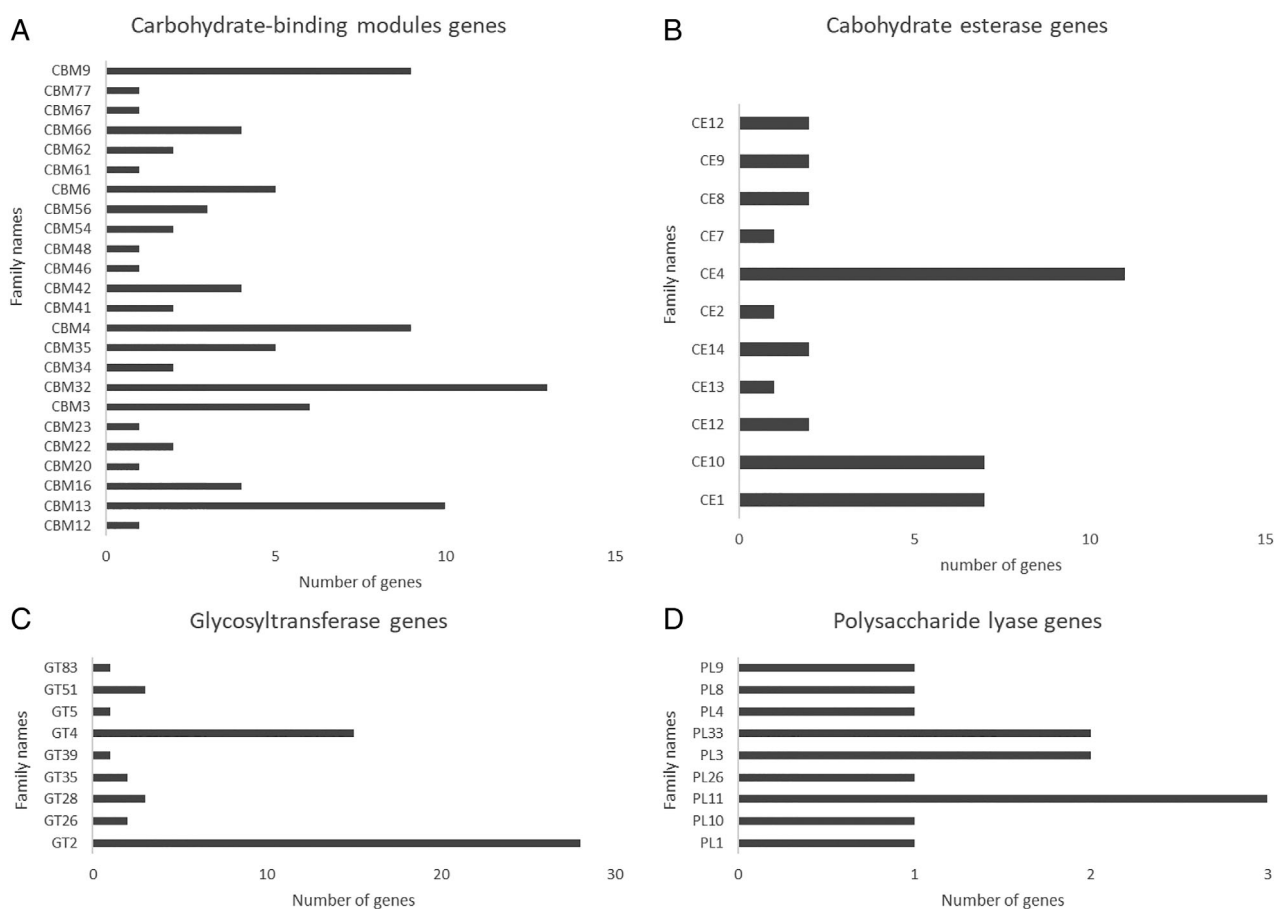 A
Carbohydrate-binding modules genes
Family names
CBM9
CBM77
CBM67
CBM66
CBM62
CBM61
CBM6
CBM56
CBM54
CBM48
CBM46
CBM42
CBM41
CBM4
CBM35
CBM34
CBM32
CBM3
CBM23
CBM22
CBM20
CBM16
CBM13
CBM12
0 5 10 15
Number of genes
B
Cabohydrate esterase genes
Family names
CE12
CE9
CE8
CE7
CE4
CE2
CE14
CE13
CE12
CE10
CE1
0 5 10 15
number of genes
C
Glycosyltransferase genes
Family names
GT83
GT51
GT5
GT4
GT39
GT35
GT28
GT26
GT2
0 10 20 30
Number of genes
D
Polysaccharide lyase genes
Family names
PL9
PL8
PL4
PL33
PL3
PL26
PL11
PL10
PL1
0 1 2 3
Number of genes